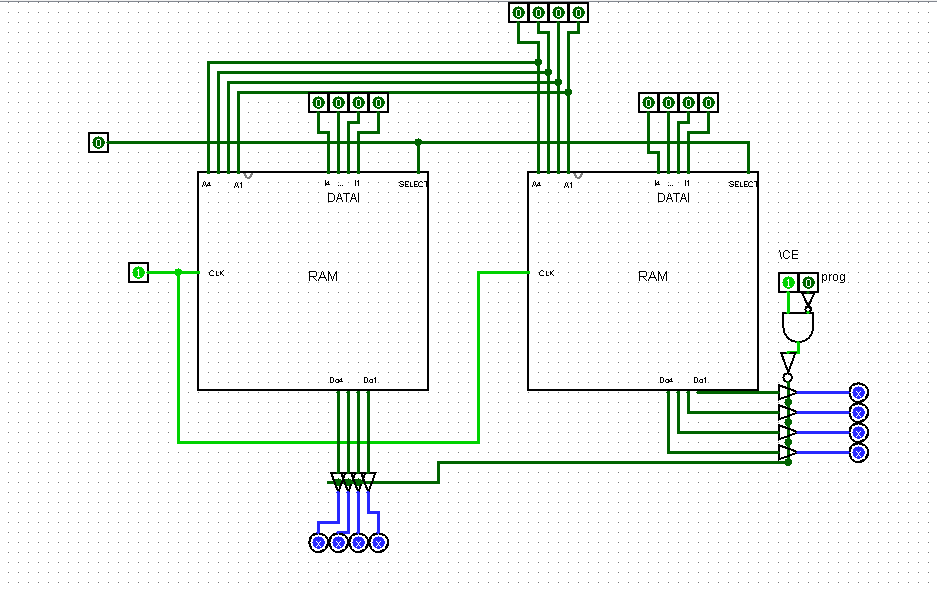 0 0 0 0
0 0 0 0
0 0 0 0
0
A4 A1 I4 ... I1 SELECT
A4 A1 I4 ... I1 SELECT
DATAI
DATAI
\CE
1
CLK RAM
CLK RAM
1 0 prog
Do4 Do1
Do4 Do1
x
x
x
x
x x x x